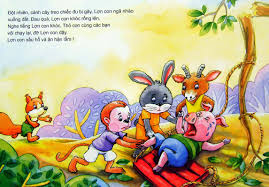 Đột nhiên, cành cây treo chiếc đu bị gãy, Lợn con ngã nhào
xuống đất. Đau quá, Lợn con khóc rống lên.
Nghe tiếng Lợn con khóc, Thỏ con cùng các bạn
vội chạy lại, đỡ Lợn con dậy.
Lợn con xấu hổ và ân hận lắm !